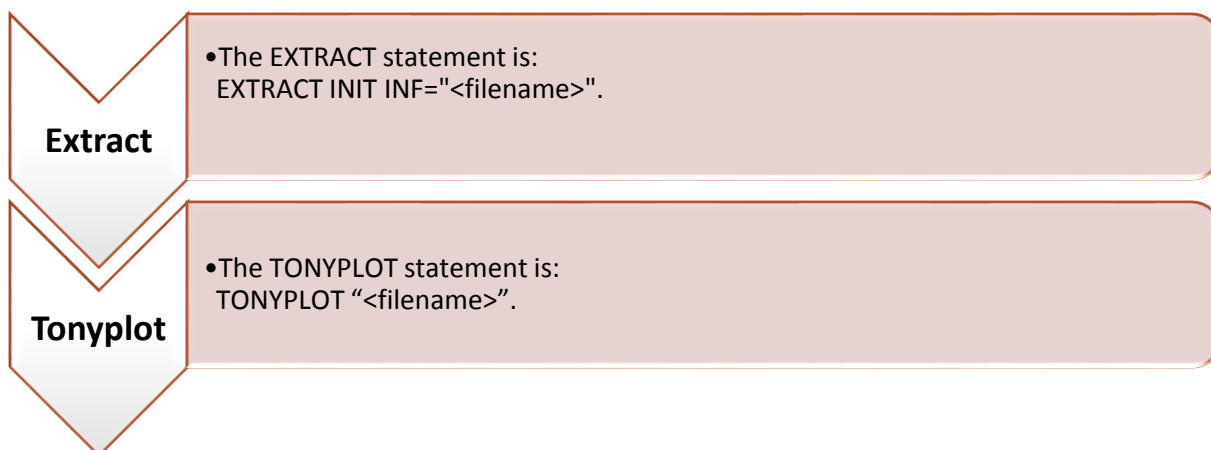 Extract
•The EXTRACT statement is:
EXTRACT INIT INF="<filename>".
Tonyplot
•The TONYPLOT statement is:
TONYPLOT “<filename>”.